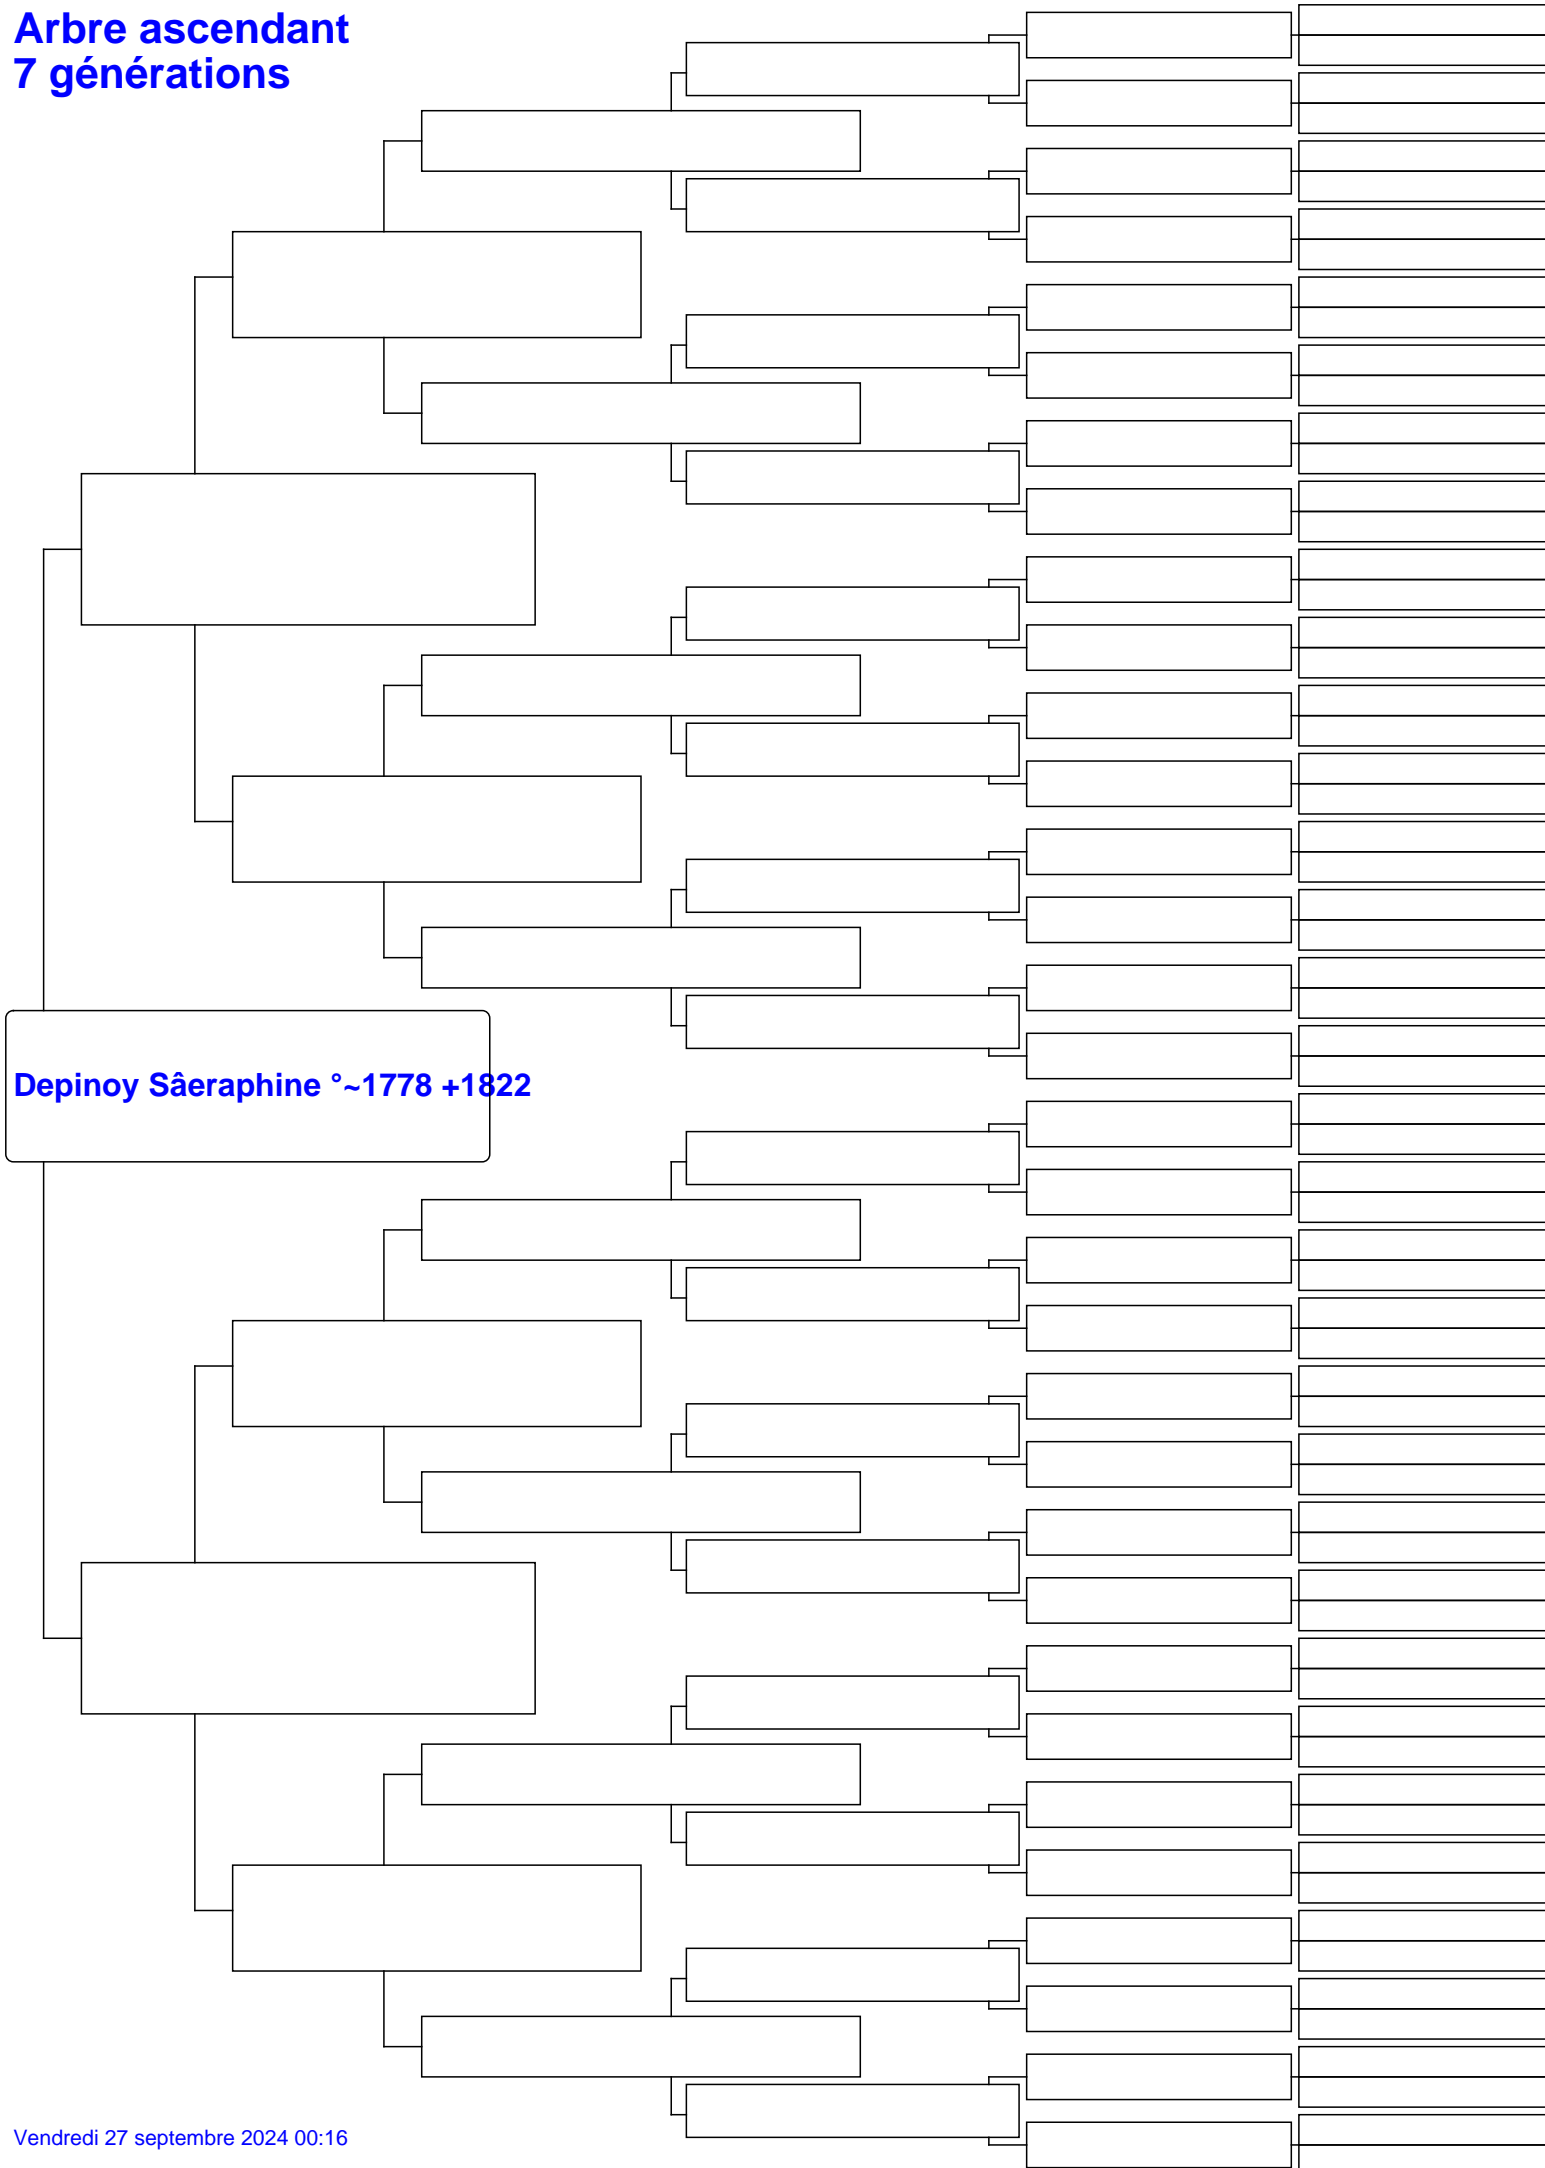 Arbre ascendant
7 générations
Depinoy Sâeraphine °~1778 +1822
Vendredi 27 septembre 2024 00:16